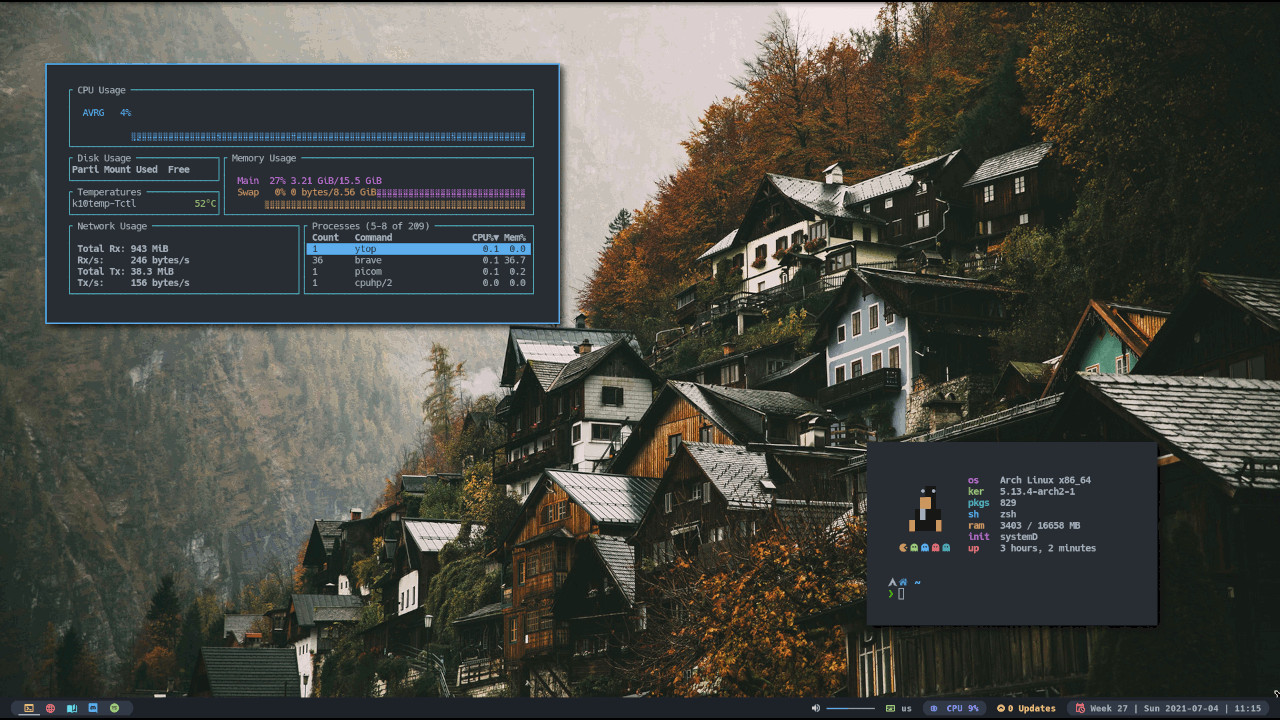 CPU Usage
AVRG 4%
Disk Usage
Parti Mount Used Free
Temperatures
k10temp-Tctl 52°C
Memory Usage
Main 27% 3.21 GiB/15.5 GiB
Swap 0% 0 bytes/8.56 GiB
Network Usage
Total Rx: 943 MiB
Rx/s: 246 bytes/s
Total Tx: 38.3 MiB
Tx/s: 156 bytes/s
Processes (5-8 of 209)
Count Command CPU%▼ Mem%
1 ytop 0.1 0.0
36 brave 0.1 36.7
1 picom 0.1 0.2
1 cpuhp/2 0.0 0.0
os Arch Linux x86_64
ker 5.13.4-arch2-1
pkgs 829
sh zsh
ram 3403 / 16658 MB
init systemD
up 3 hours, 2 minutes
~
❯
us
CPU 9%
0 Updates
Week 27 | Sun 2021-07-04 | 11:15